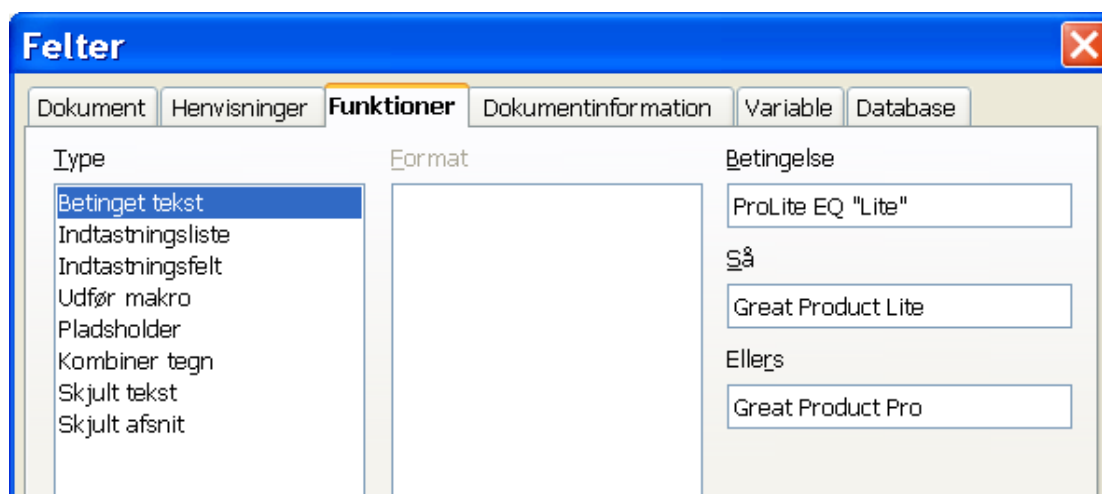 Felter
Dokument Henvisninger Funktioner Dokumentinformation Variable Database
Type Format Betingelse
Betinget tekst
Indtastningsliste
Indtastningsfelt
Udfør makro
Pladsholder
Kombiner tegn
Skjult tekst
Skjult afsnit
ProLite EQ "Lite"
Så
Great Product Lite
Ellers
Great Product Pro